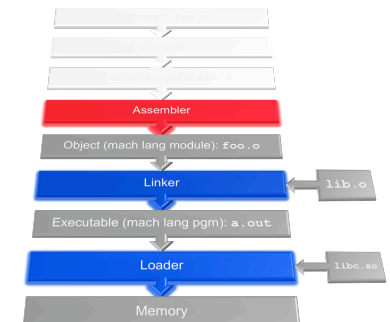 Assembler
Object (mach lang module): foo.o
Linker
lib.o
Executable (mach lang pgm): a.out
Loader
libc.so
Memory